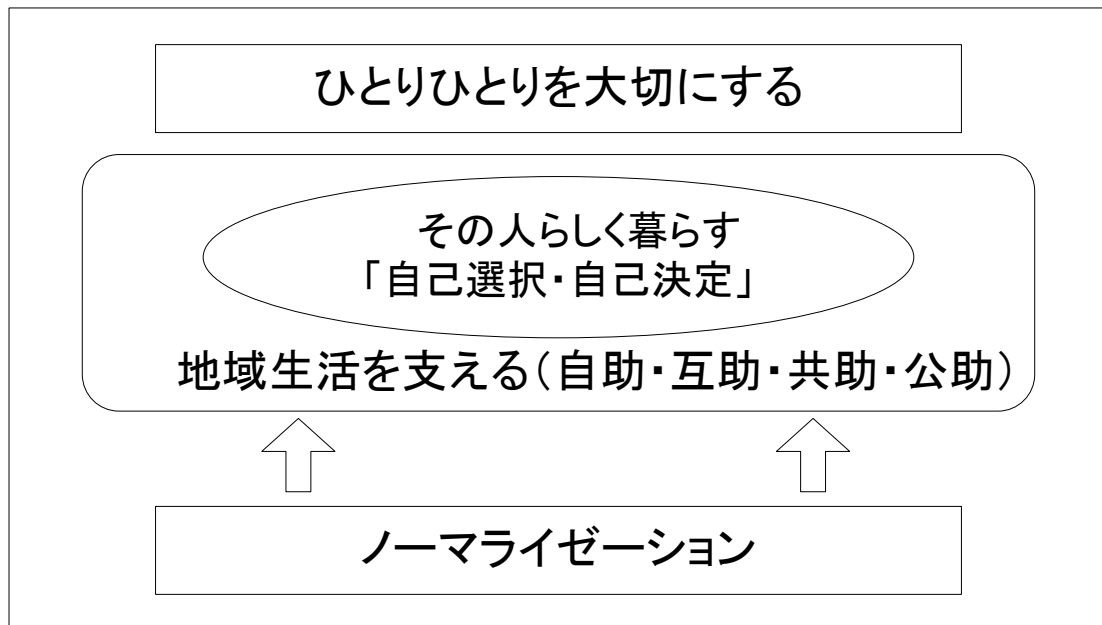 ひとりひとりを大切にする
その人らしく暮らす
「自己選択・自己決定」
地域生活を支える(自助・互助・共助・公助)
ノーマライゼーション